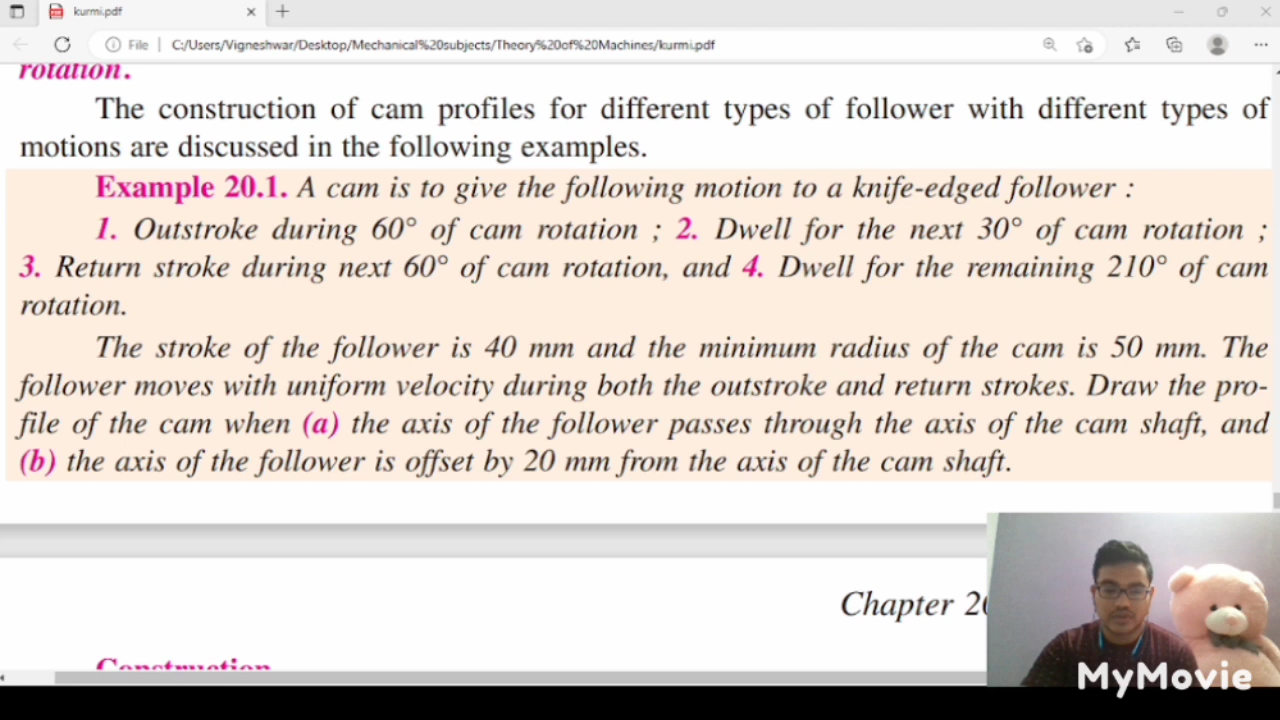 kurmi.pdf
File | C:/Users/Vigneshwar/Desktop/Mechanical%20subjects/Theory%20of%20Machines/kurmi.pdf
rotation.
The construction of cam profiles for different types of follower with different types of
motions are discussed in the following examples.
Example 20.1. A cam is to give the following motion to a knife-edged follower :
1. Outstroke during 60° of cam rotation ; 2. Dwell for the next 30° of cam rotation ;
3. Return stroke during next 60° of cam rotation, and 4. Dwell for the remaining 210° of cam
rotation.
The stroke of the follower is 40 mm and the minimum radius of the cam is 50 mm. The
follower moves with uniform velocity during both the outstroke and return strokes. Draw the pro-
file of the cam when (a) the axis of the follower passes through the axis of the cam shaft, and
(b) the axis of the follower is offset by 20 mm from the axis of the cam shaft.
Chapter 20
Construction
MyMovie